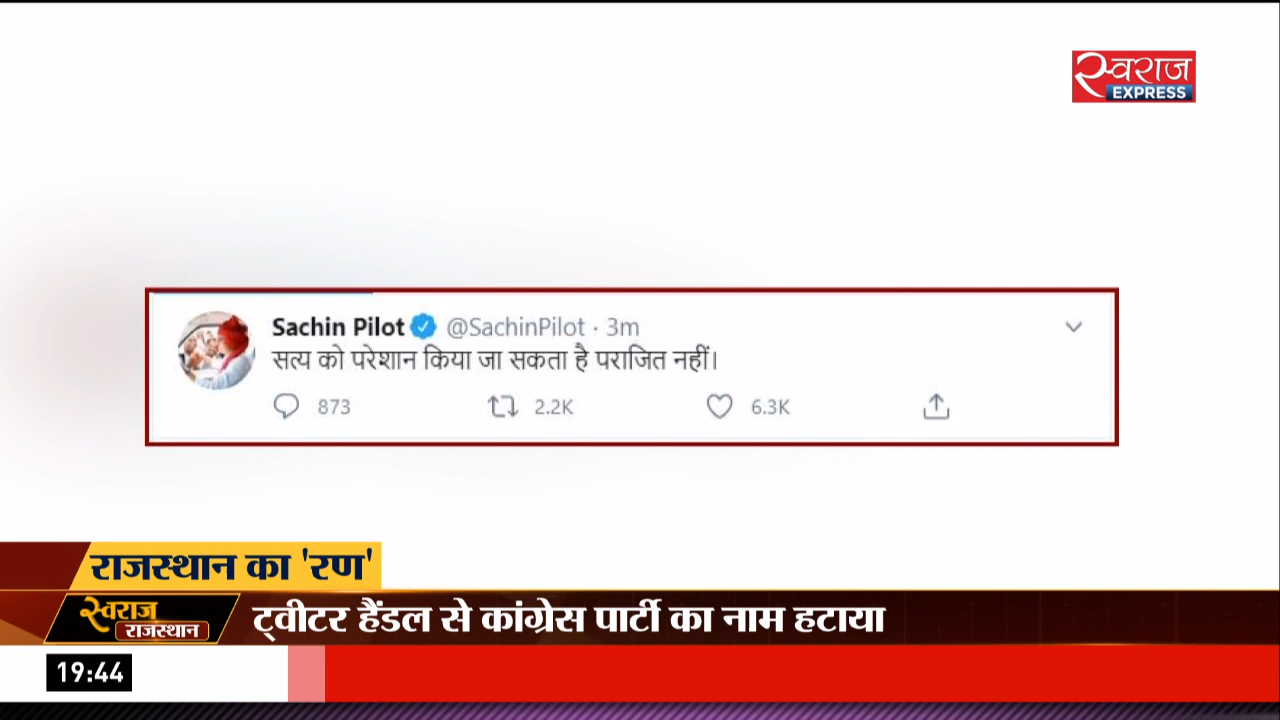 स्वराज
EXPRESS
Sachin Pilot @SachinPilot · 3m
सत्य को परेशान किया जा सकता है पराजित नहीं।
873 2.2K 6.3K
राजस्थान का 'रण'
स्वराज
राजस्थान
ट्वीटर हैंडल से कांग्रेस पार्टी का नाम हटाया
19:44